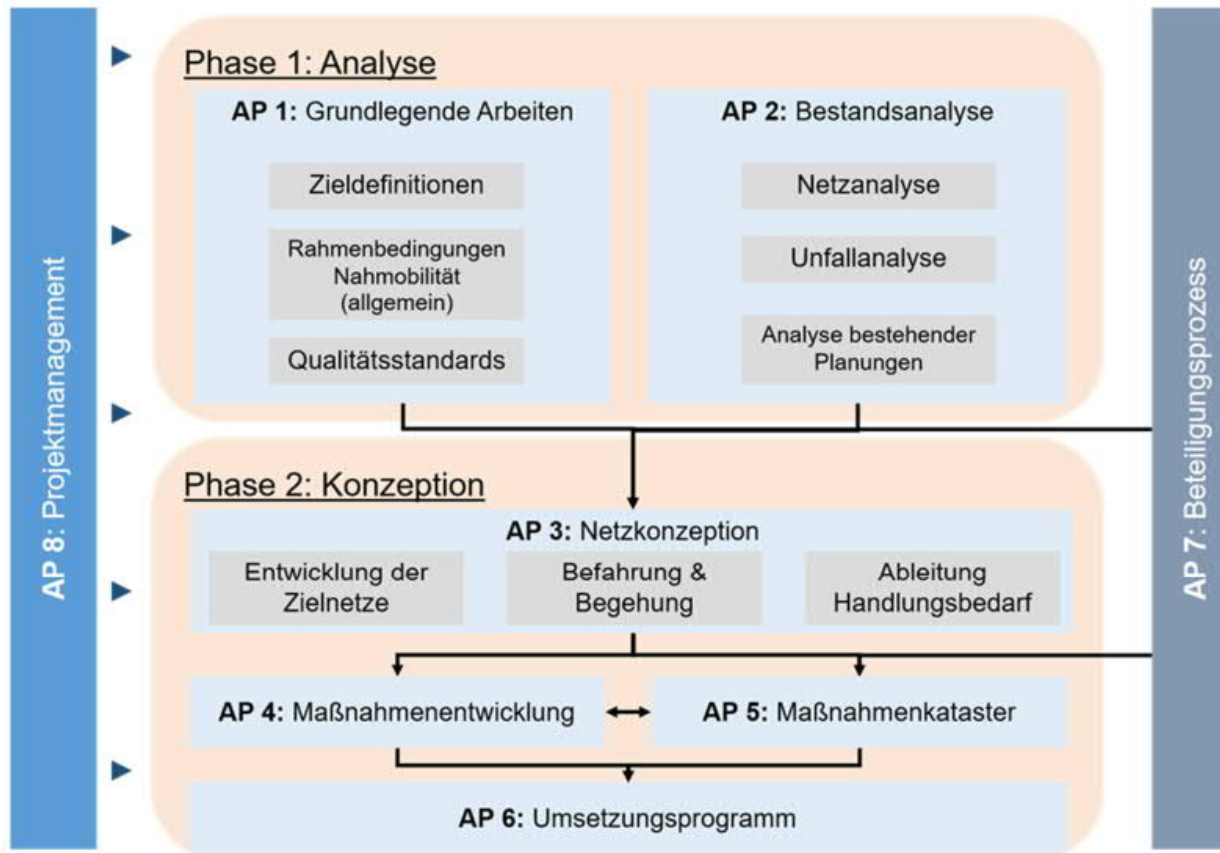 AP 8: Projektmanagement
Phase 1: Analyse
AP 1: Grundlegende Arbeiten
Zieldefinitionen
Rahmenbedingungen
Nahmobilität
(allgemein)
Qualitätsstandards
AP 2: Bestandsanalyse
Netzanalyse
Unfallanalyse
Analyse bestehender
Planungen
Phase 2: Konzeption
AP 3: Netzkonzeption
Entwicklung der
Zielnetze
Befahrung &
Begehung
Ableitung
Handlungsbedarf
AP 4: Maßnahmenentwicklung
AP 5: Maßnahmenkataster
AP 6: Umsetzungsprogramm
AP 7: Beteiligungsprozess